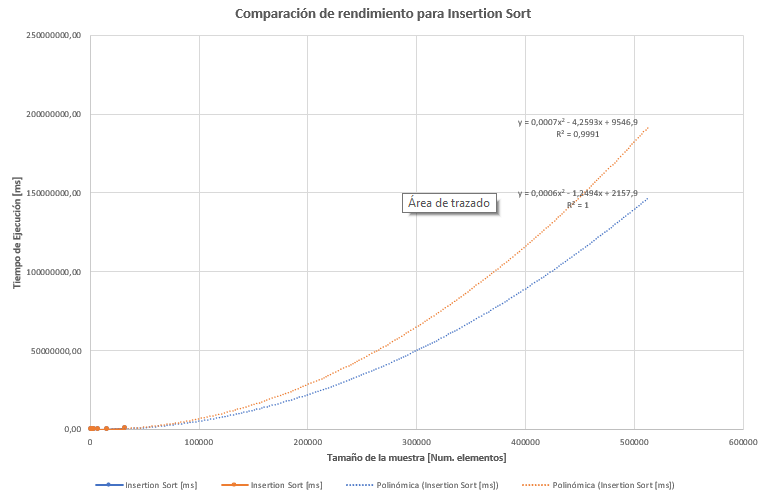 Comparación de rendimiento para Insertion Sort
250000000,00
200000000,00
150000000,00
100000000,00
50000000,00
0,00
Tiempo de Ejecución [ms]
y = 0,0007x² - 4,2593x + 9546,9
R² = 0,9991
y = 0,0006x² - 1,2494x + 2157,9
R² = 1
Área de trazado
0 100000 200000 300000 400000 500000 600000
Tamaño de la muestra [Num. elementos]
Insertion Sort [ms] Insertion Sort [ms] Polinómica (Insertion Sort [ms]) Polinómica (Insertion Sort [ms])